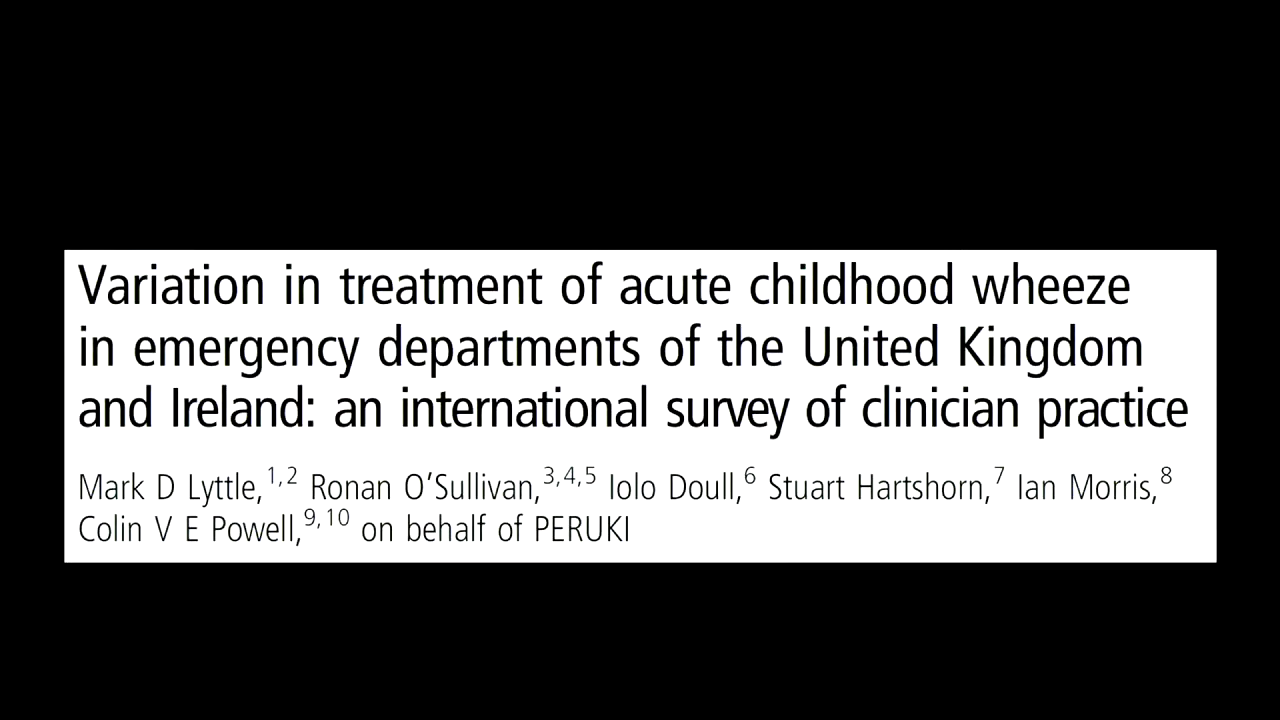 Variation in treatment of acute childhood wheeze
in emergency departments of the United Kingdom
and Ireland: an international survey of clinician practice
Mark D Lyttle,1,2 Ronan O’Sullivan,3,4,5 Iolo Doull,6 Stuart Hartshorn,7 Ian Morris,8
Colin V E Powell,9,10 on behalf of PERUKI